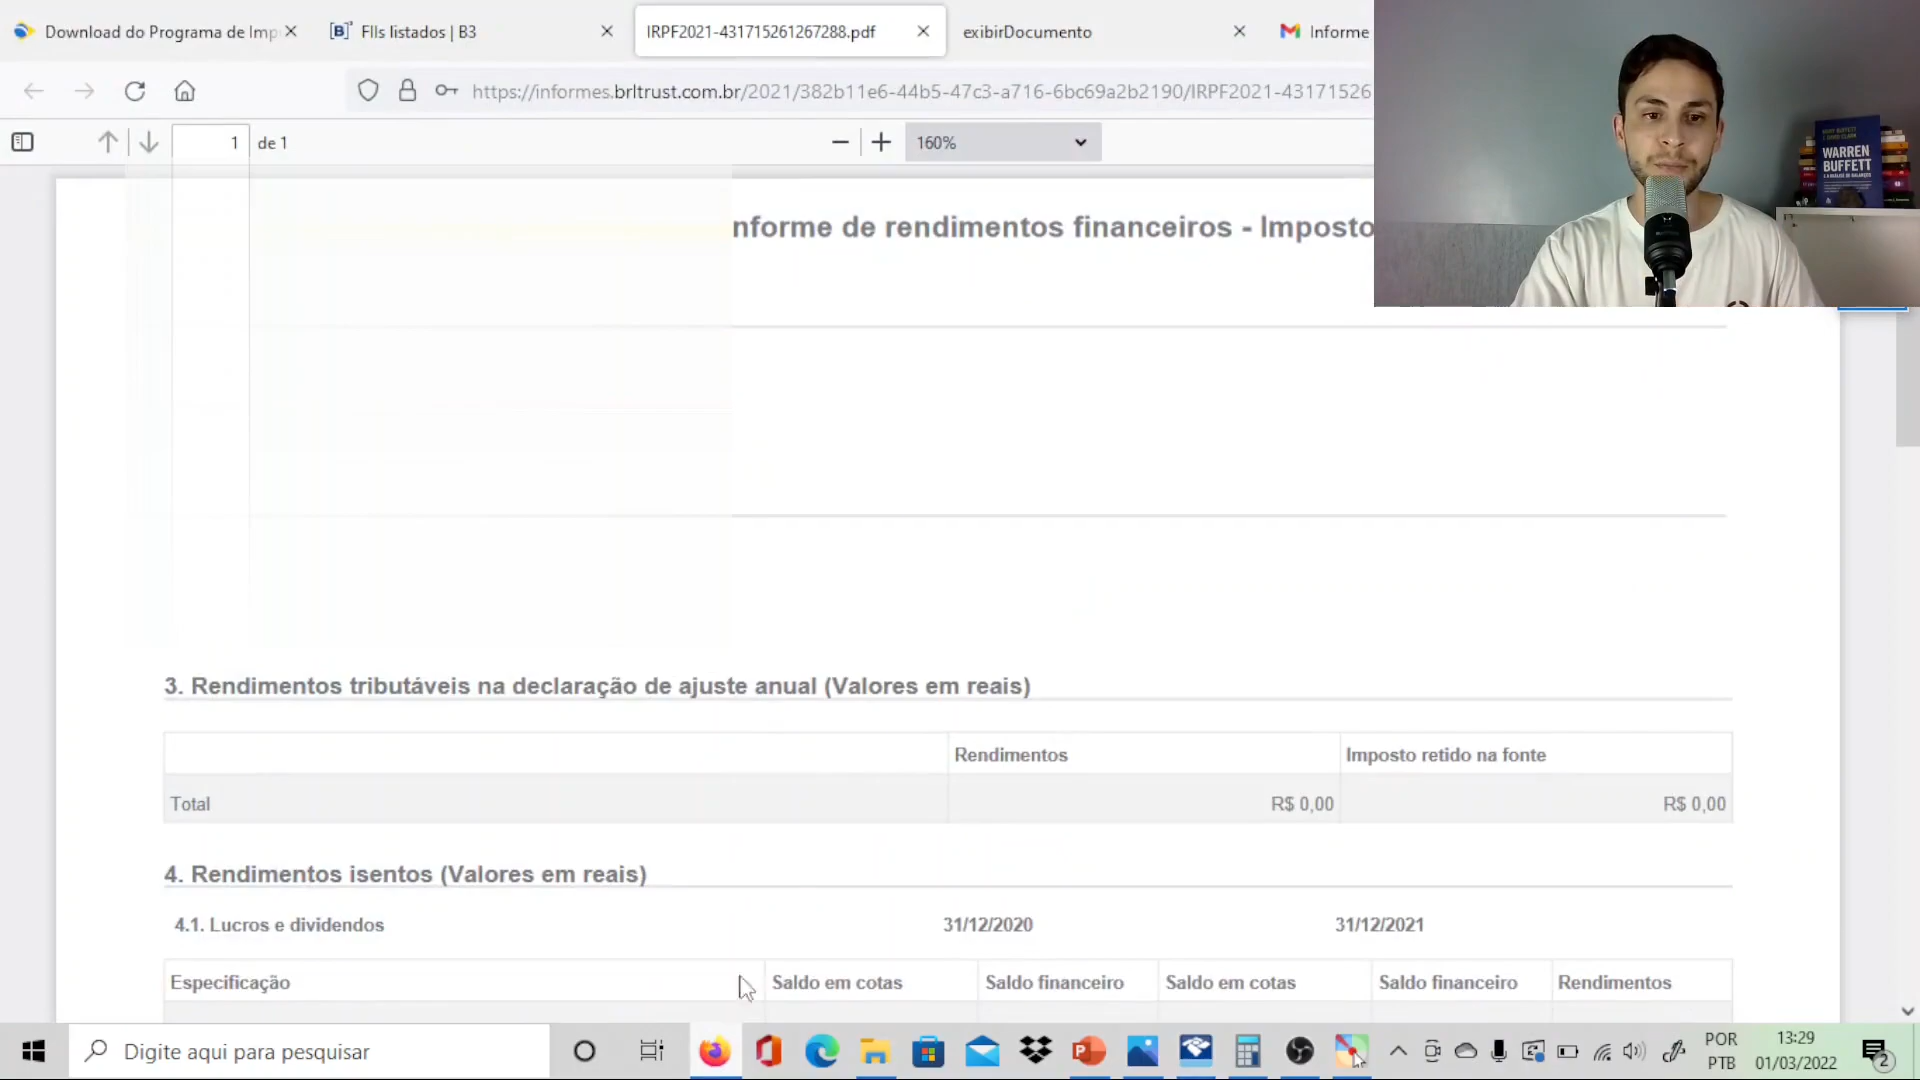 Download do Programa de Imp
FIIs listados | B3
IRPF2021-431715261267288.pdf
exibirDocumento
Informe
https://informes.brltrust.com.br/2021/382b11e6-44b5-47c3-a716-6bc69a2b2190/IRPF2021-43171526
1 de 1
160%
WARREN BUFFETT
nforme de rendimentos financeiros - Imposto
3. Rendimentos tributáveis na declaração de ajuste anual (Valores em reais)
Rendimentos Imposto retido na fonte
Total R$ 0,00 R$ 0,00
4. Rendimentos isentos (Valores em reais)
4.1. Lucros e dividendos 31/12/2020 31/12/2021
Especificação Saldo em cotas Saldo financeiro Saldo em cotas Saldo financeiro Rendimentos
Digite aqui para pesquisar
POR
PTB
13:29
01/03/2022
2